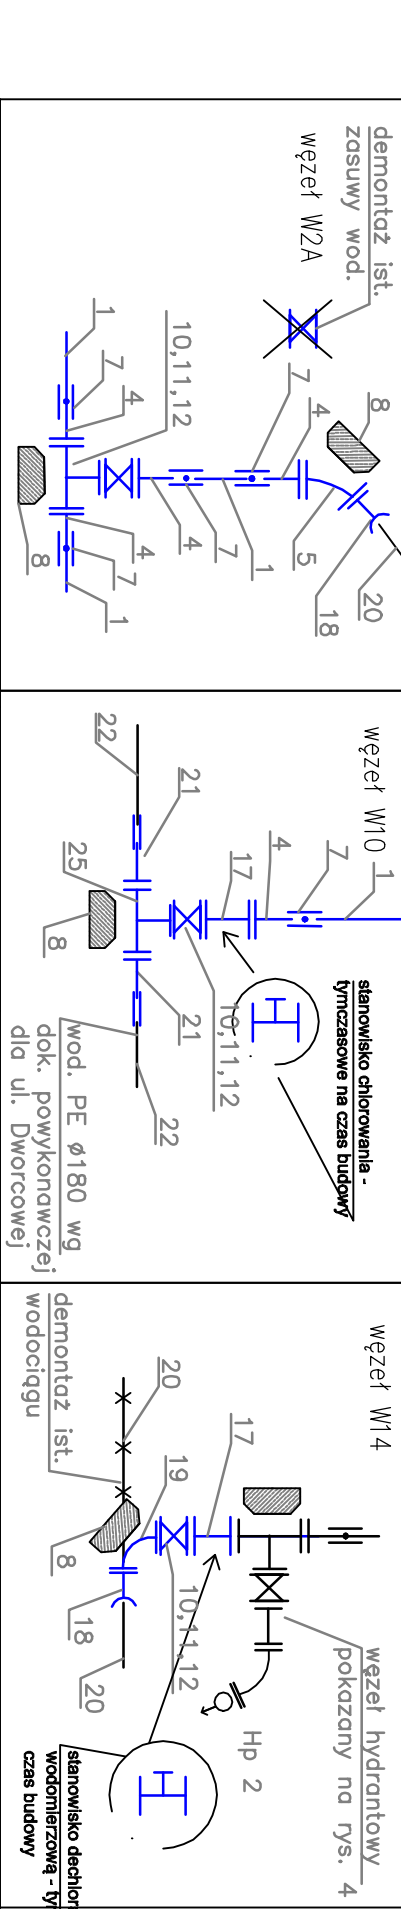 demontaż ist.
zasuwy wod.
węzeł W2A
8
20
18
7
4
5
1
7
4
10,11,12
4
7
1
8
4
7
1
węzeł W10
1
7
4
17
10,11,12
stanowisko chlorowania -
tymczasowe na czas budowy
22
21
25
8
21
22
wod. PE ø180 wg
dok. powykonawczej
dla ul. Dworcowej
węzeł W14
węzeł hydrantowy
pokazany na rys. 4
Hp 2
17
10,11,12
20
19
8
18
20
demontaż ist.
wodociągu
wodomierzową -
czas budowy